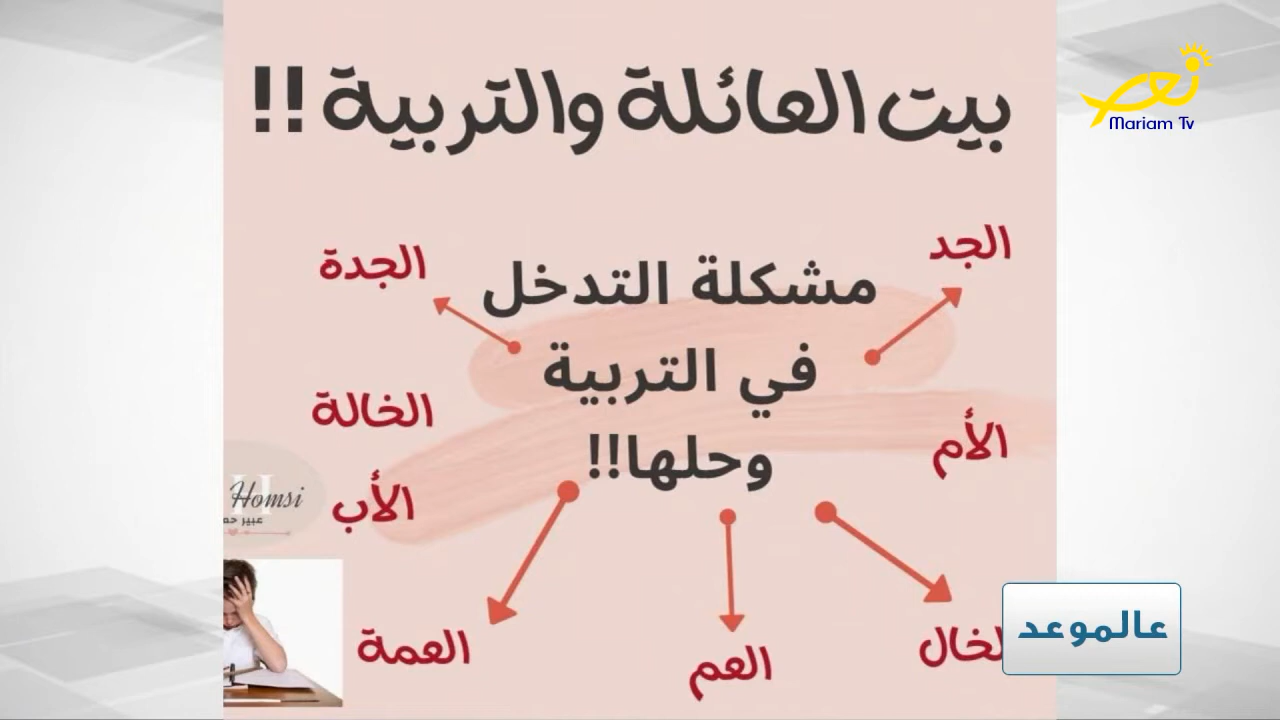 بيت العائلة والتربية !!
Mariam Tv
الجد
الجدة
مشكلة التدخل
في التربية
وحلها!!
الخالة
الأم
Homsi
الأب
عبير
العمة
العم
عالموعد